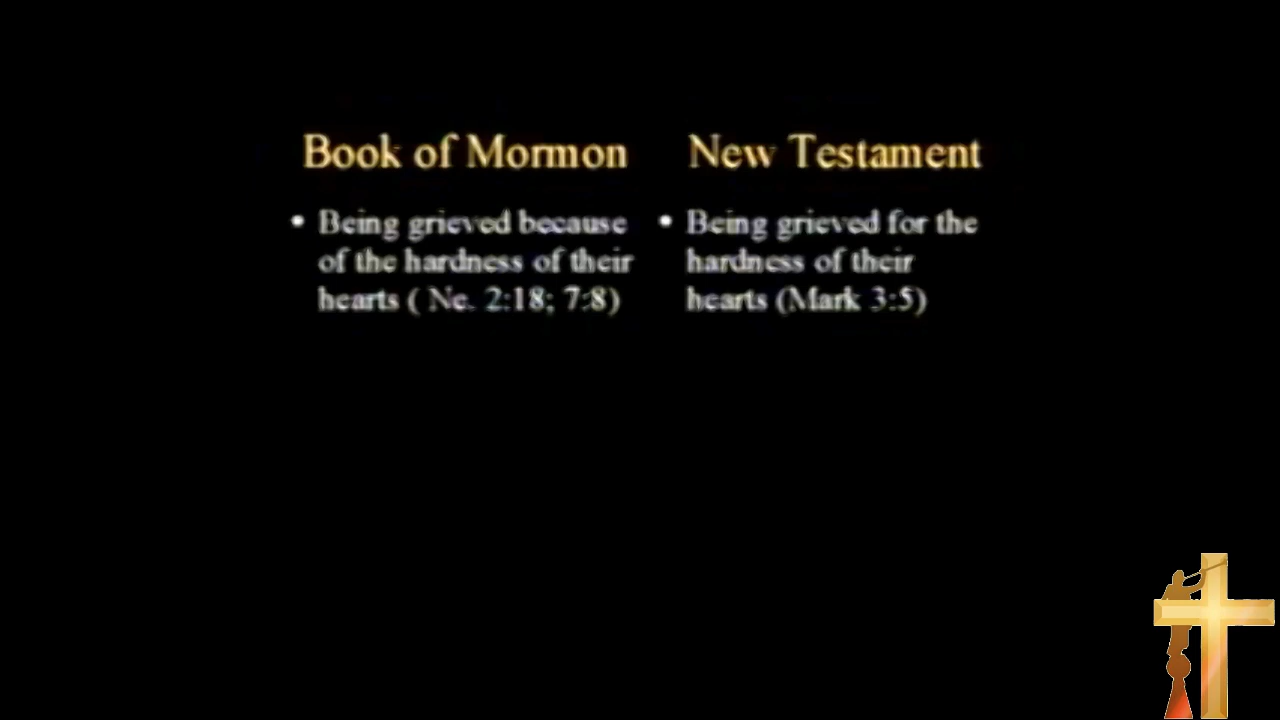 Book of Mormon
• Being grieved because
of the hardness of their
hearts ( Ne. 2:18; 7:8)
New Testament
• Being grieved for the
hardness of their
hearts (Mark 3:5)